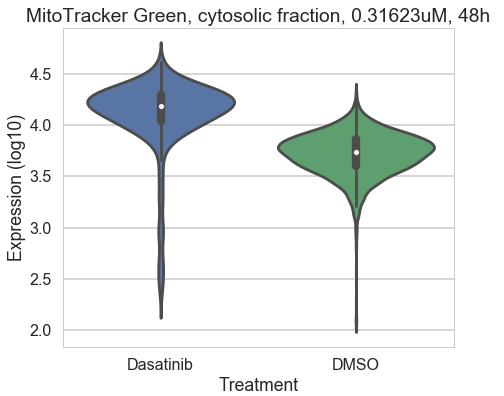 MitoTracker Green, cytosolic fraction, 0.31623uM, 48h
4.5
4.0
3.5
3.0
2.5
2.0
Expression (log10)
Dasatinib DMSO
Treatment